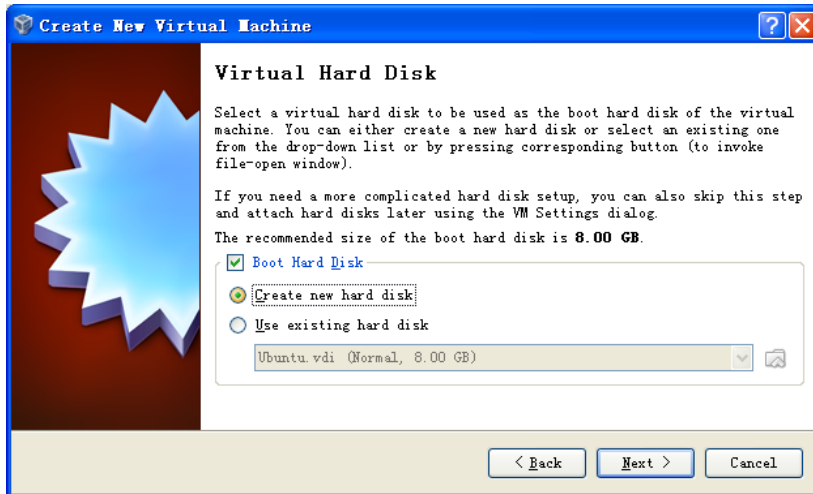 Create New Virtual Machine
Virtual Hard Disk
Select a virtual hard disk to be used as the boot hard disk of the virtual
machine. You can either create a new hard disk or select an existing one
from the drop-down list or by pressing corresponding button (to invoke
file-open window).
If you need a more complicated hard disk setup, you can also skip this step
and attach hard disks later using the VM Settings dialog.
The recommended size of the boot hard disk is 8.00 GB.
Boot Hard Disk
Create new hard disk
Use existing hard disk
Ubuntu.vdi (Normal, 8.00 GB)
< Back Next > Cancel